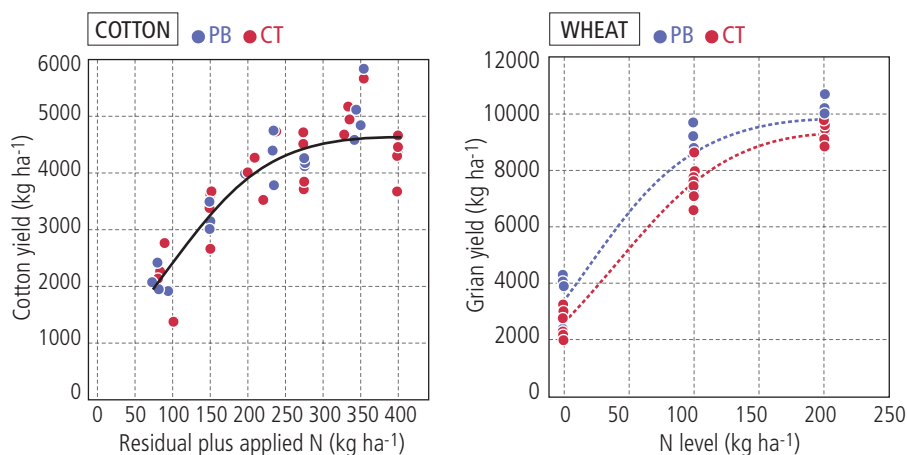 COTTON PB CT
6000
5000
4000
3000
2000
1000
0
Cotton yield (kg ha-1)
0 50 100 150 200 250 300 350 400
Residual plus applied N (kg ha-1)
WHEAT PB CT
12000
10000
8000
6000
4000
2000
0
Grian yield (kg ha-1)
0 50 100 150 200 250
N level (kg ha-1)